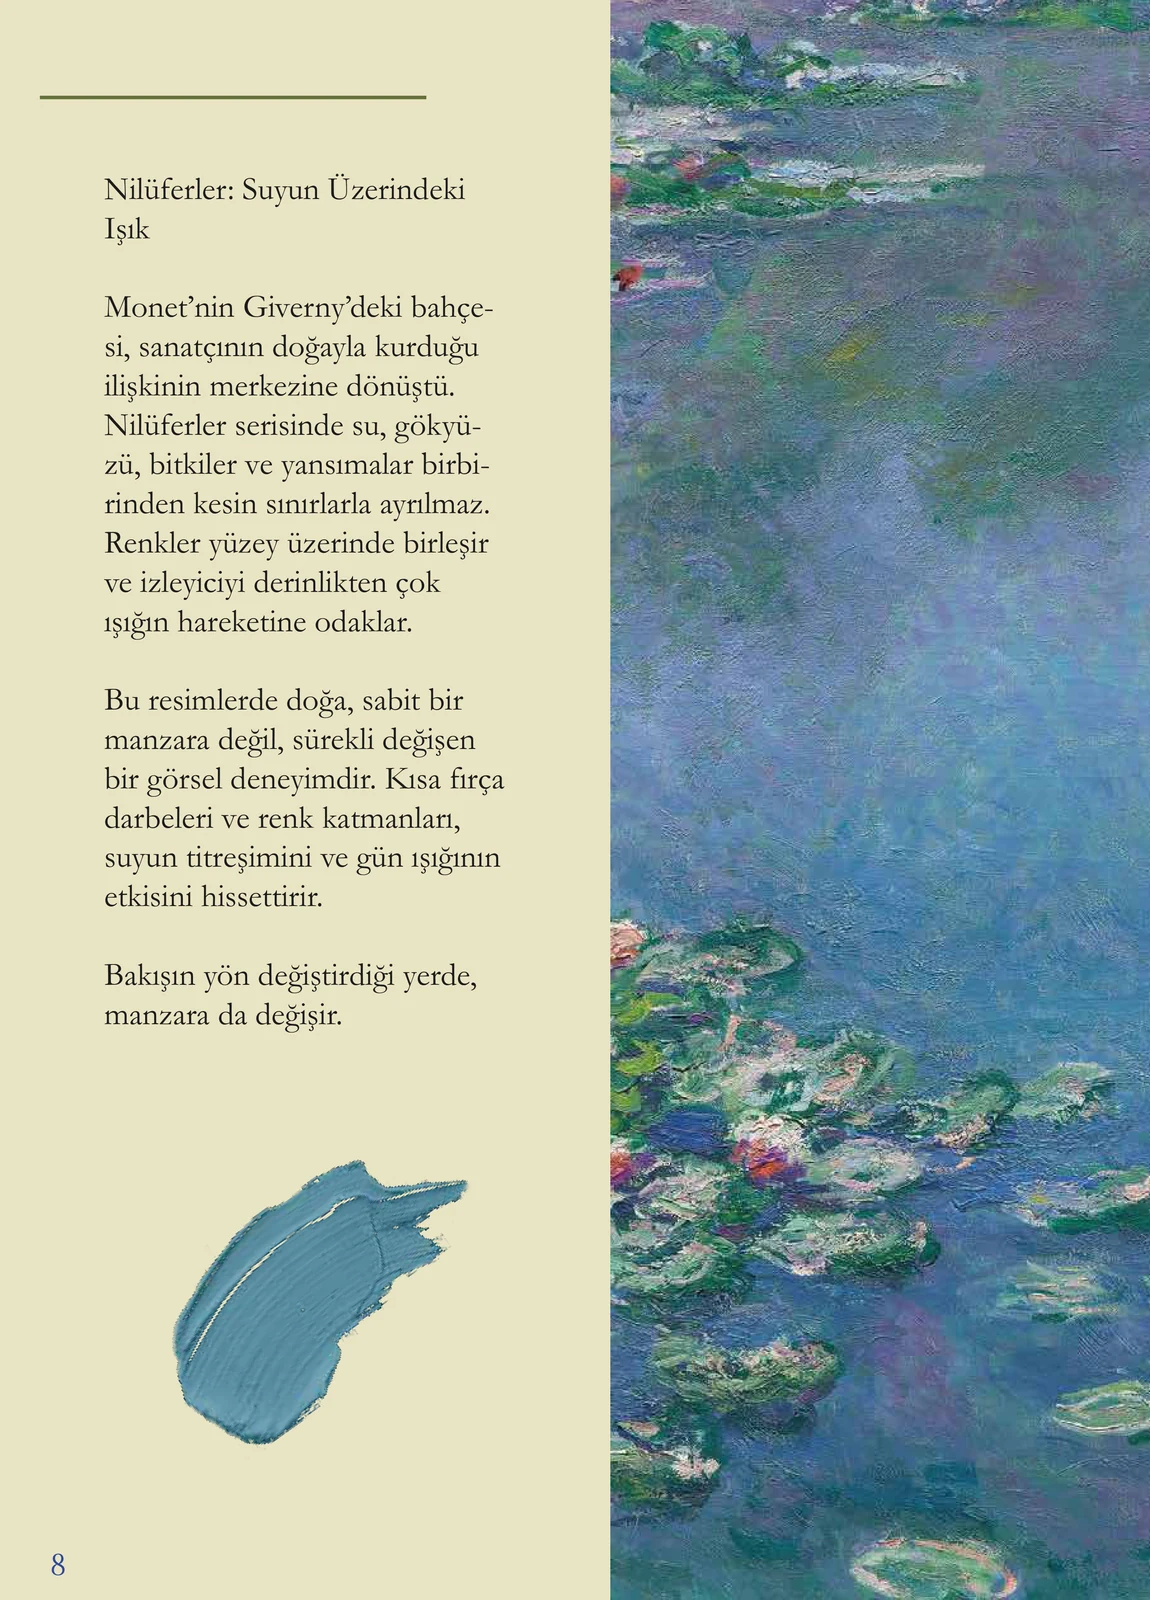 Nilüferler: Suyun Üzerindeki
Işık
Monet’nin Giverny’deki bahçe-
si, sanatçının doğayla kurduğu
ilişkinin merkezine dönüştü.
Nilüferler serisinde su, gökyü-
zü, bitkiler ve yansımalar birbi-
rinden kesin sınırlarla ayrılmaz.
Renkler yüzey üzerinde birleşir
ve izleyiciyi derinlikten çok
ışığın hareketine odaklar.
Bu resimlerde doğa, sabit bir
manzara değil, sürekli değişen
bir görsel deneyimdir. Kısa fırça
darbeleri ve renk katmanları,
suyun titreşimini ve gün ışığının
etkisini hissettirir.
Bakışın yön değiştirdiği yerde,
manzara da değişir.
8